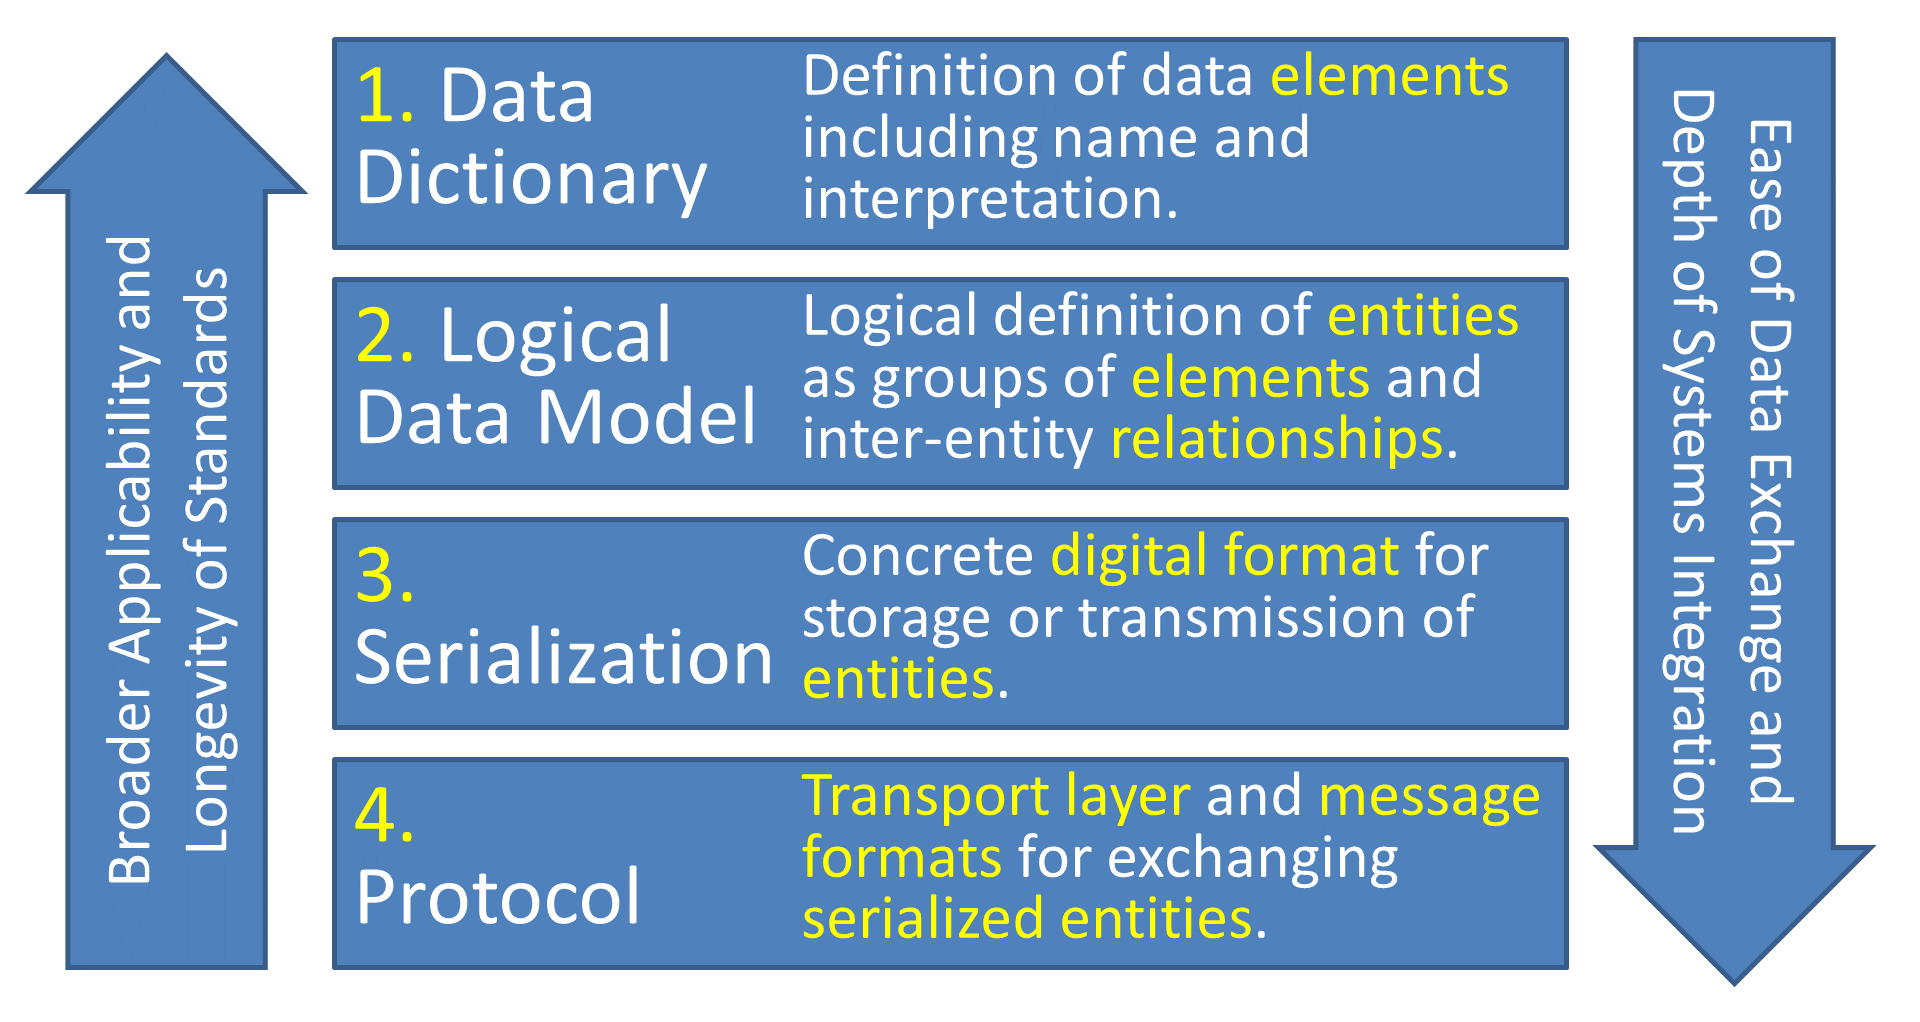 Broader Applicability and
Longevity of Standards
1. Data
Dictionary
Definition of data elements
including name and
interpretation.
2. Logical
Data Model
Logical definition of entities
as groups of elements and
inter-entity relationships.
3.
Serialization
Concrete digital format for
storage or transmission of
entities.
4.
Protocol
Transport layer and message
formats for exchanging
serialized entities.
Ease of Data Exchange and
Depth of Systems Integration